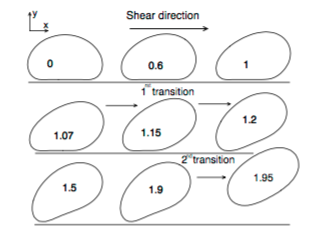 y
x
Shear direction
0
0.6
1
1st transition
1.07
1.15
1.2
2nd transition
1.5
1.9
1.95